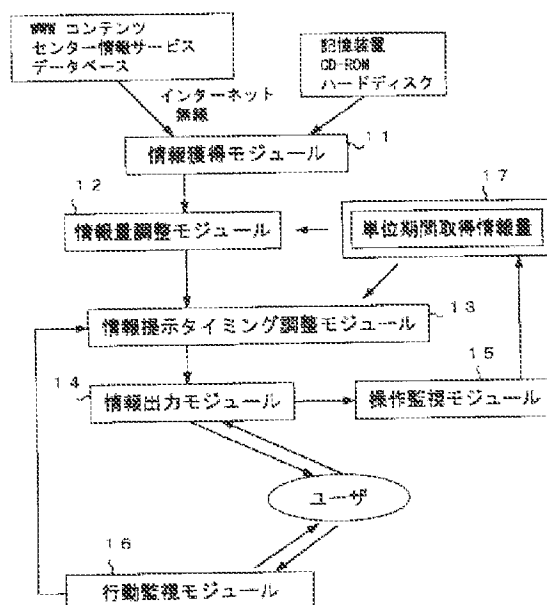 WWW コンテンツ
センター情報サービス
データベース
記憶装置
CD-ROM
ハードディスク
インターネット
無線
11
情報獲得モジュール
12
17
情報量調整モジュール
単位期間取得情報量
13
情報提示タイミング調整モジュール
14
15
情報出力モジュール
操作監視モジュール
ユーザ
16
行動監視モジュール